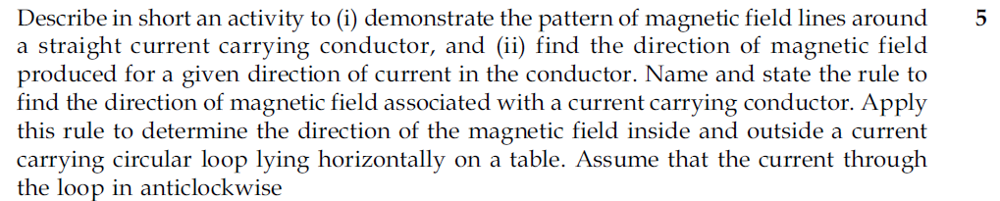 Describe in short an activity to (i) demonstrate the pattern of magnetic field lines around 5
a straight current carrying conductor, and (ii) find the direction of magnetic field
produced for a given direction of current in the conductor. Name and state the rule to
find the direction of magnetic field associated with a current carrying conductor. Apply
this rule to determine the direction of the magnetic field inside and outside a current
carrying circular loop lying horizontally on a table. Assume that the current through
the loop in anticlockwise